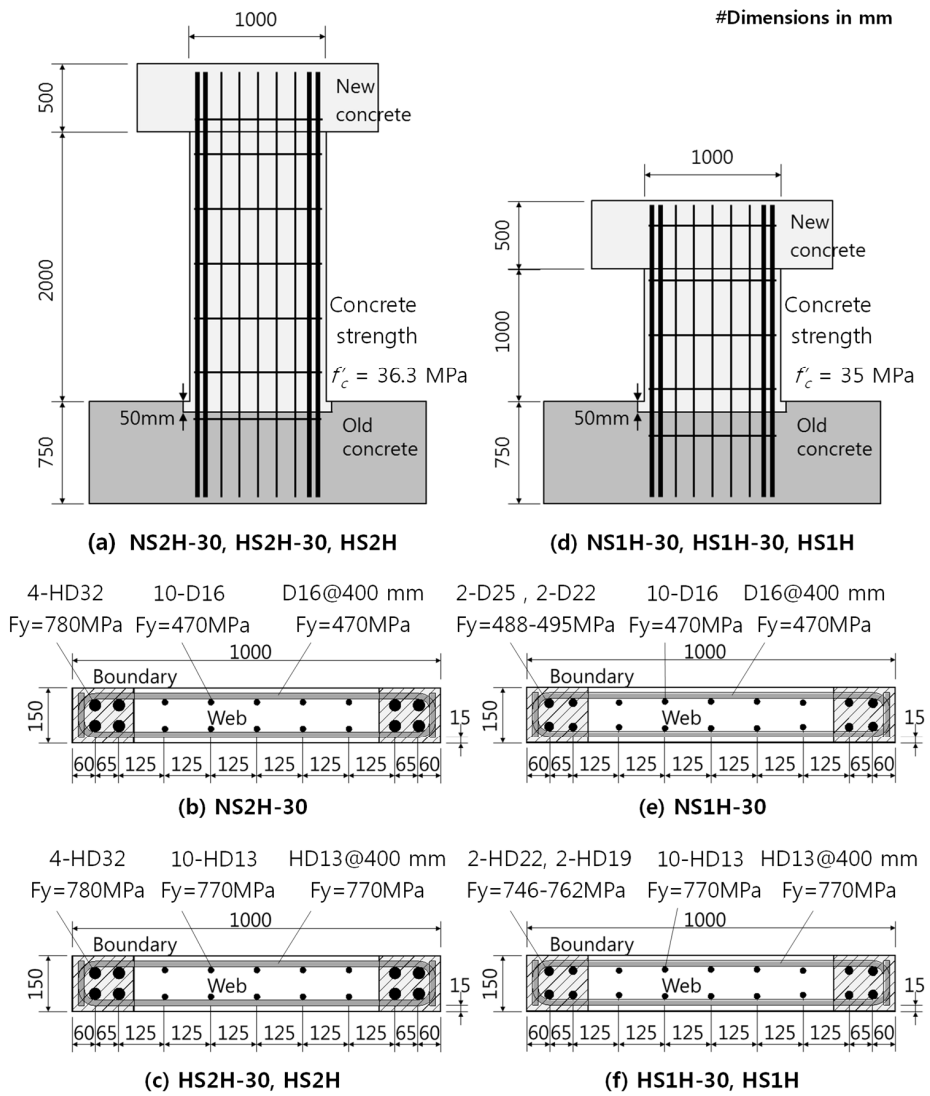 1000
#Dimensions in mm
500
New
concrete
2000
Concrete
strength
f'c = 36.3 MPa
50mm
750
Old
concrete
(a) NS2H-30, HS2H-30, HS2H
1000
500
New
concrete
1000
Concrete
strength
f'c = 35 MPa
50mm
750
Old
concrete
(d) NS1H-30, HS1H-30, HS1H
4-HD32 10-D16 D16@400 mm
Fy=780MPa Fy=470MPa Fy=470MPa
1000
Boundary
150
Web
60 65 125 125 125 125 125 125 65 60
(b) NS2H-30
2-D25 , 2-D22 10-D16 D16@400 mm
Fy=488-495MPa Fy=470MPa Fy=470MPa
1000
Boundary
150
Web
15
15
60 65 125 125 125 125 125 125 65 60
(e) NS1H-30
4-HD32 10-HD13 HD13@400 mm
Fy=780MPa Fy=770MPa Fy=770MPa
1000
Boundary
150
Web
15
60 65 125 125 125 125 125 125 65 60
(c) HS2H-30, HS2H
2-HD22, 2-HD19 10-HD13 HD13@400 mm
Fy=746-762MPa Fy=770MPa Fy=770MPa
1000
Boundary
150
Web
15
60 65 125 125 125 125 125 125 65 60
(f) HS1H-30, HS1H